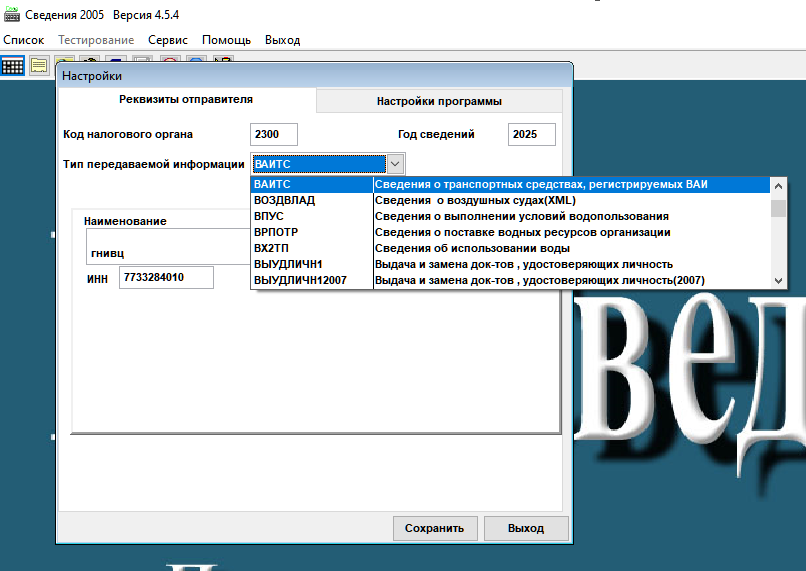 Сведения 2005 Версия 4.5.4
Список Тестирование Сервис Помощь Выход
Настройки
Реквизиты отправителя Настройки программы
Код налогового органа 2300 Год сведений 2025
Тип передаваемой информации ВАИТС
ВАИТС Сведения о транспортных средствах, регистрируемых ВАИ
ВОЗДВЛАД Сведения о воздушных судах(XML)
ВПУС Сведения о выполнении условий водопользования
ВРПОТР Сведения о поставке водных ресурсов организации
ВХ2ТП Сведения об использовании воды
ВЫУДЛИЧН1 Выдача и замена док-тов , удостоверяющих личность
ВЫУДЛИЧН12007 Выдача и замена док-тов , удостоверяющих личность(2007)
Наименование
гнивц
ИНН 7733284010
вед
Сохранить Выход